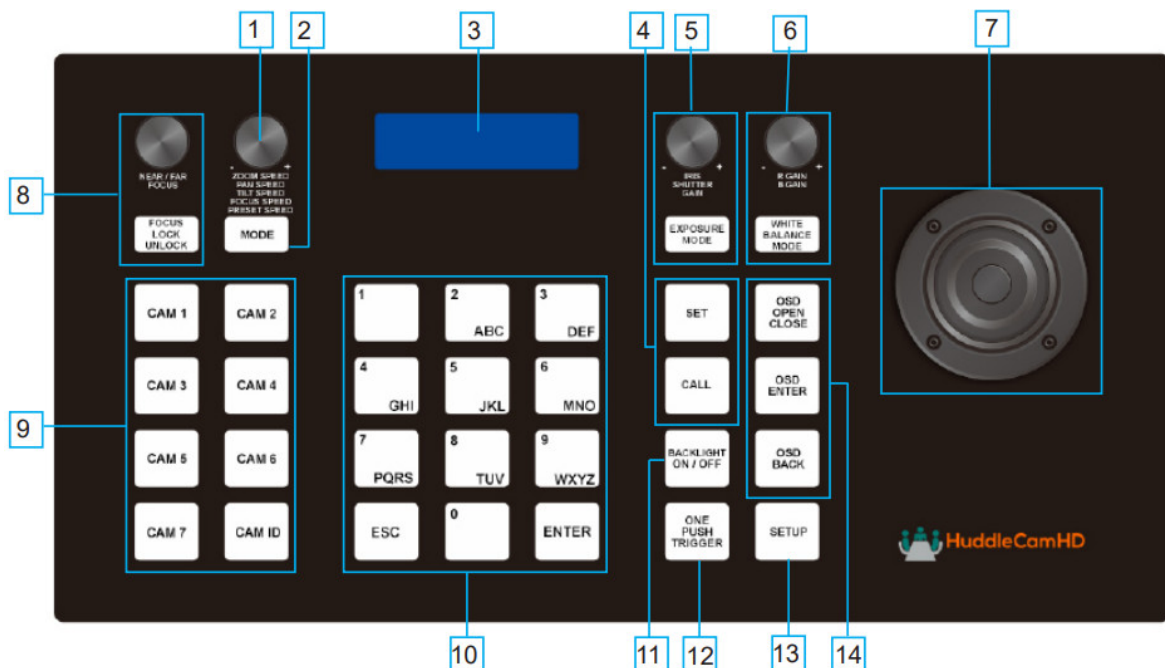 1
2
3
4
5
6
7
8
9
10
11
12
13
14
NEAR / FAR
FOCUS
FOCUS
LOCK
UNLOCK
- +
ZOOM SPEED
PAN SPEED
TILT SPEED
FOCUS SPEED
PRESET SPEED
MODE
- +
IRIS
SHUTTER
GAIN
EXPOSURE
MODE
- +
R GAIN
B GAIN
WHITE
BALANCE
MODE
CAM 1
CAM 2
CAM 3
CAM 4
CAM 5
CAM 6
CAM 7
CAM ID
1
2
ABC
3
DEF
4
GHI
5
JKL
6
MNO
7
PQRS
8
TUV
9
WXYZ
ESC
0
ENTER
SET
CALL
BACKLIGHT
ON / OFF
ONE
PUSH
TRIGGER
OSD
OPEN
CLOSE
OSD
ENTER
OSD
BACK
SETUP
HuddleCamHD